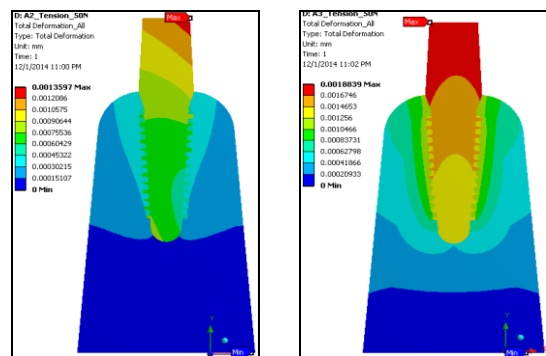 D: A2_Tension_50N
Total Deformation_All
Type: Total Deformation
Unit: mm
Time: 1
12/1/2014 11:00 PM
0.0013597 Max
0.0012086
0.0010575
0.00090644
0.00075536
0.00060429
0.00045322
0.00030215
0.00015107
0 Min
Max
Y
Min
D: A3_Tension_50N
Total Deformation_All
Type: Total Deformation
Unit: mm
Time: 1
12/1/2014 11:02 PM
0.0018839 Max
0.0016746
0.0014653
0.001256
0.0010466
0.00083731
0.00062798
0.00041866
0.00020933
0 Min
Max
Y
Min